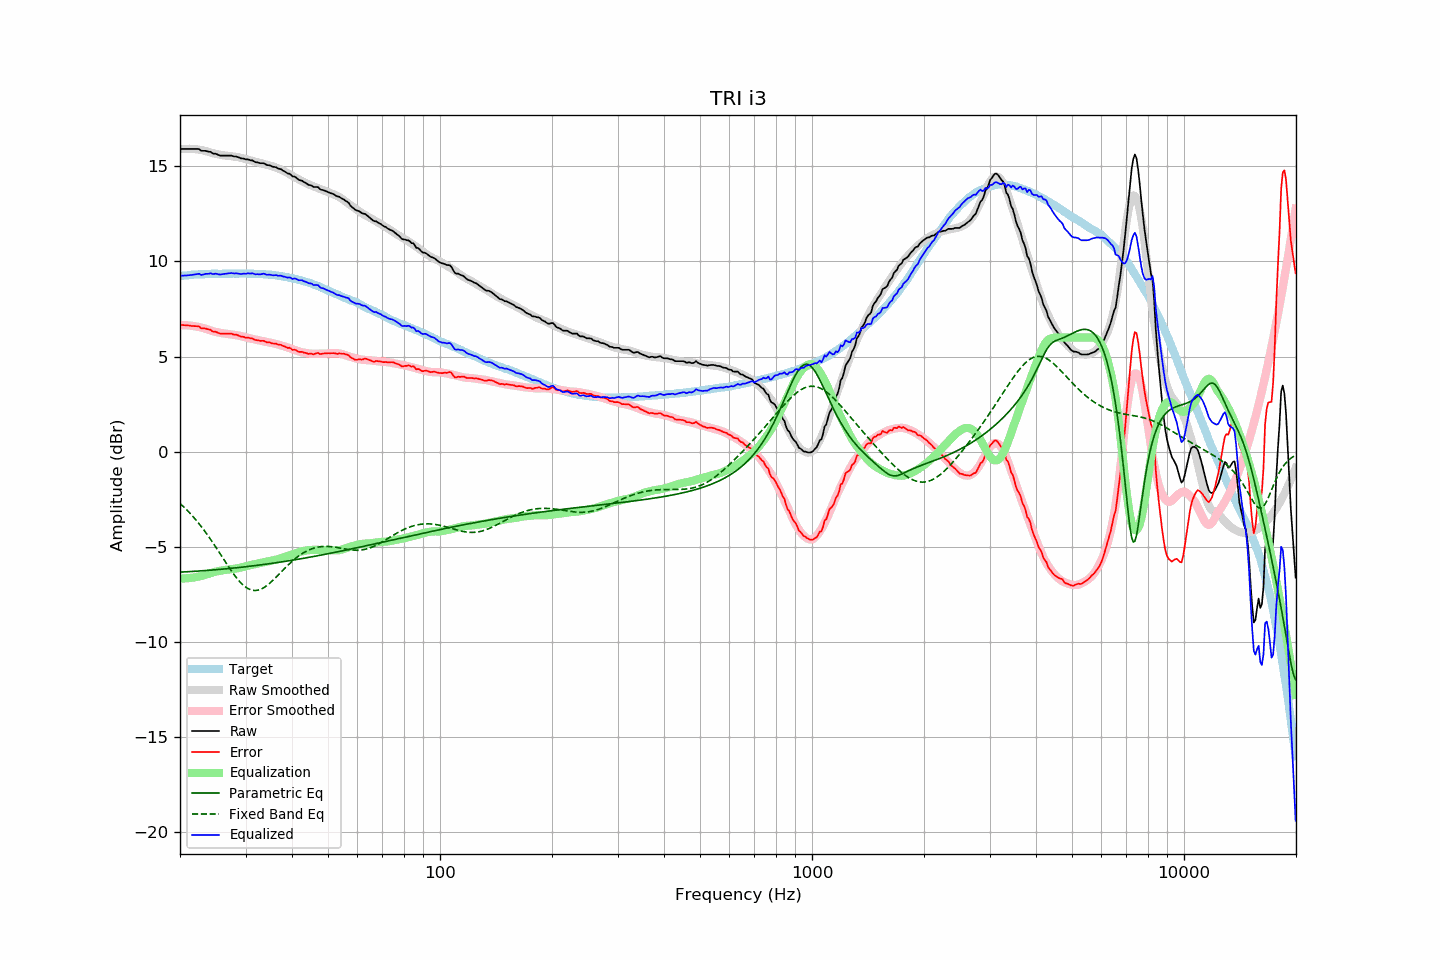 TRI i3
Amplitude (dBr)
15
10
5
0
−5
−10
−15
−20
Target
Raw Smoothed
Error Smoothed
Raw
Error
Equalization
Parametric Eq
Fixed Band Eq
Equalized
100
1000
10000
Frequency (Hz)